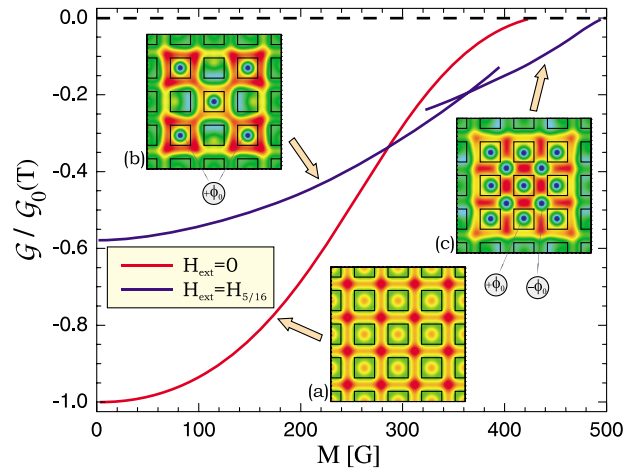 0.0
-0.2
-0.4
-0.6
-0.8
-1.0
𝒢 / 𝒢₀(T)
(b)
+ϕ₀
(c)
+ϕ₀
-ϕ₀
H_ext=0
H_ext=H_5/16
(a)
0
100
200
300
400
500
M [G]